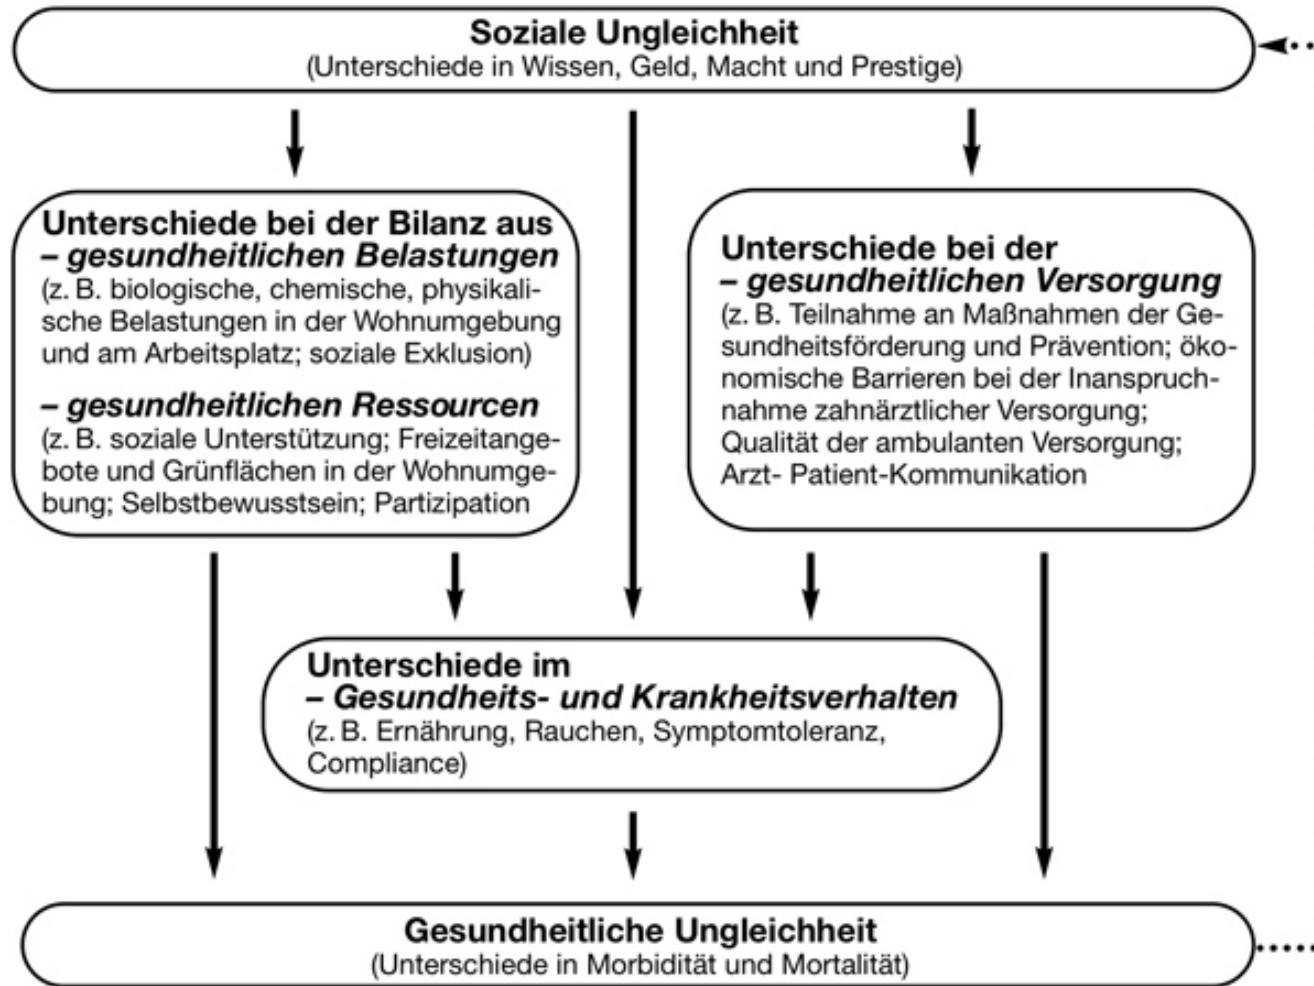 Soziale Ungleichheit
(Unterschiede in Wissen, Geld, Macht und Prestige)
Unterschiede bei der Bilanz aus
– gesundheitlichen Belastungen
(z. B. biologische, chemische, physikali-
sche Belastungen in der Wohnumgebung
und am Arbeitsplatz; soziale Exklusion)
– gesundheitlichen Ressourcen
(z. B. soziale Unterstützung; Freizeitange-
bote und Grünflächen in der Wohnumge-
bung; Selbstbewusstsein; Partizipation
Unterschiede bei der
– gesundheitlichen Versorgung
(z. B. Teilnahme an Maßnahmen der Ge-
sundheitsförderung und Prävention; öko-
nomische Barrieren bei der Inanspruch-
nahme zahnärztlicher Versorgung;
Qualität der ambulanten Versorgung;
Arzt- Patient-Kommunikation
Unterschiede im
– Gesundheits- und Krankheitsverhalten
(z. B. Ernährung, Rauchen, Symptomtoleranz,
Compliance)
Gesundheitliche Ungleichheit
(Unterschiede in Morbidität und Mortalität)